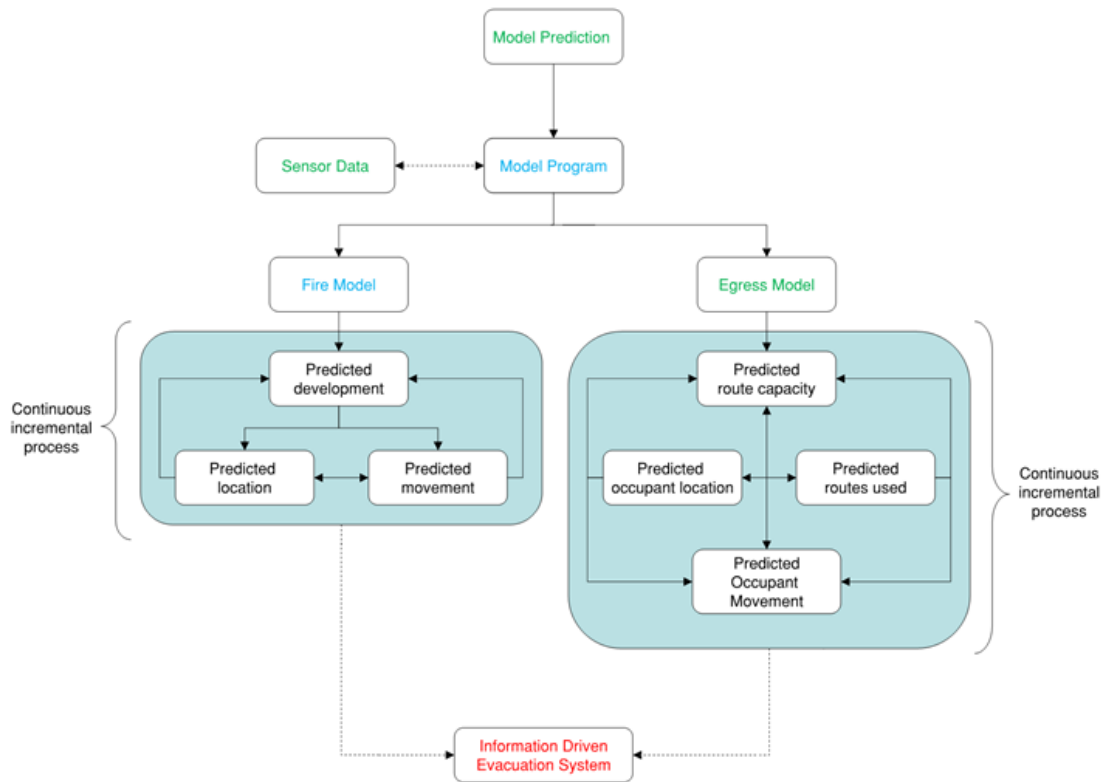 Model Prediction
Sensor Data
Model Program
Fire Model
Egress Model
Continuous
incremental
process
Predicted
development
Predicted
location
Predicted
movement
Predicted
route capacity
Predicted
occupant location
Predicted
routes used
Predicted
Occupant
Movement
Continuous
incremental
process
Information Driven
Evacuation System